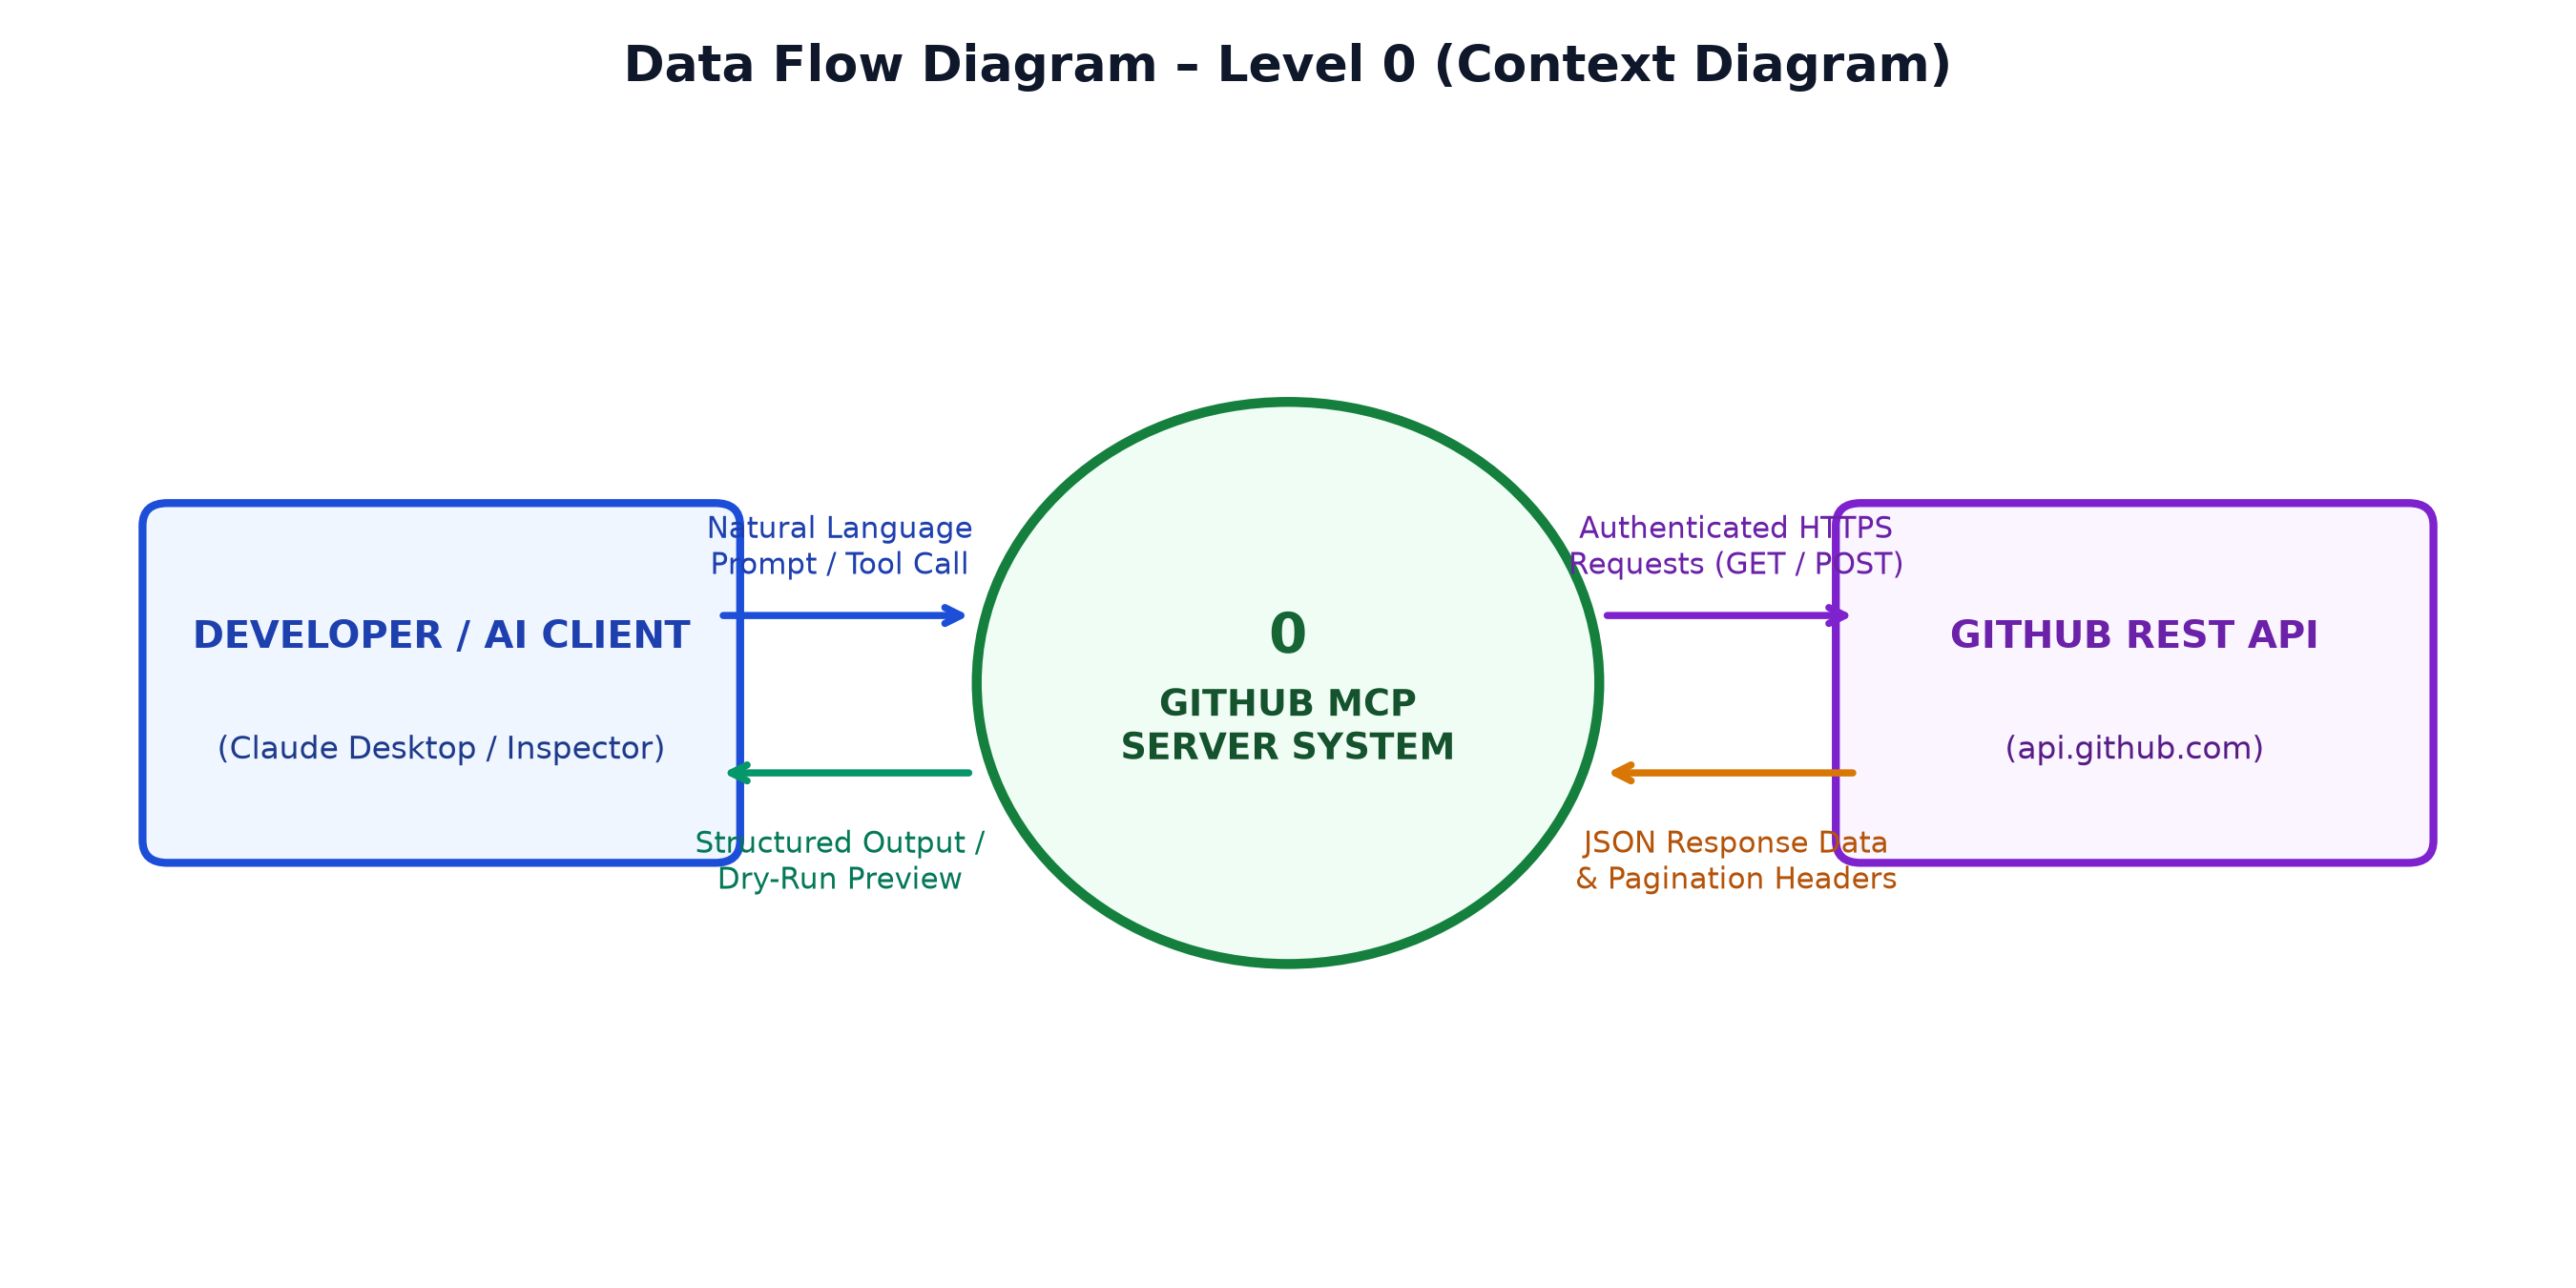 Data Flow Diagram – Level 0 (Context Diagram)
DEVELOPER / AI CLIENT
(Claude Desktop / Inspector)
Natural Language
Prompt / Tool Call
Structured Output /
Dry-Run Preview
0
GITHUB MCP
SERVER SYSTEM
Authenticated HTTPS
Requests (GET / POST)
JSON Response Data
& Pagination Headers
GITHUB REST API
(api.github.com)